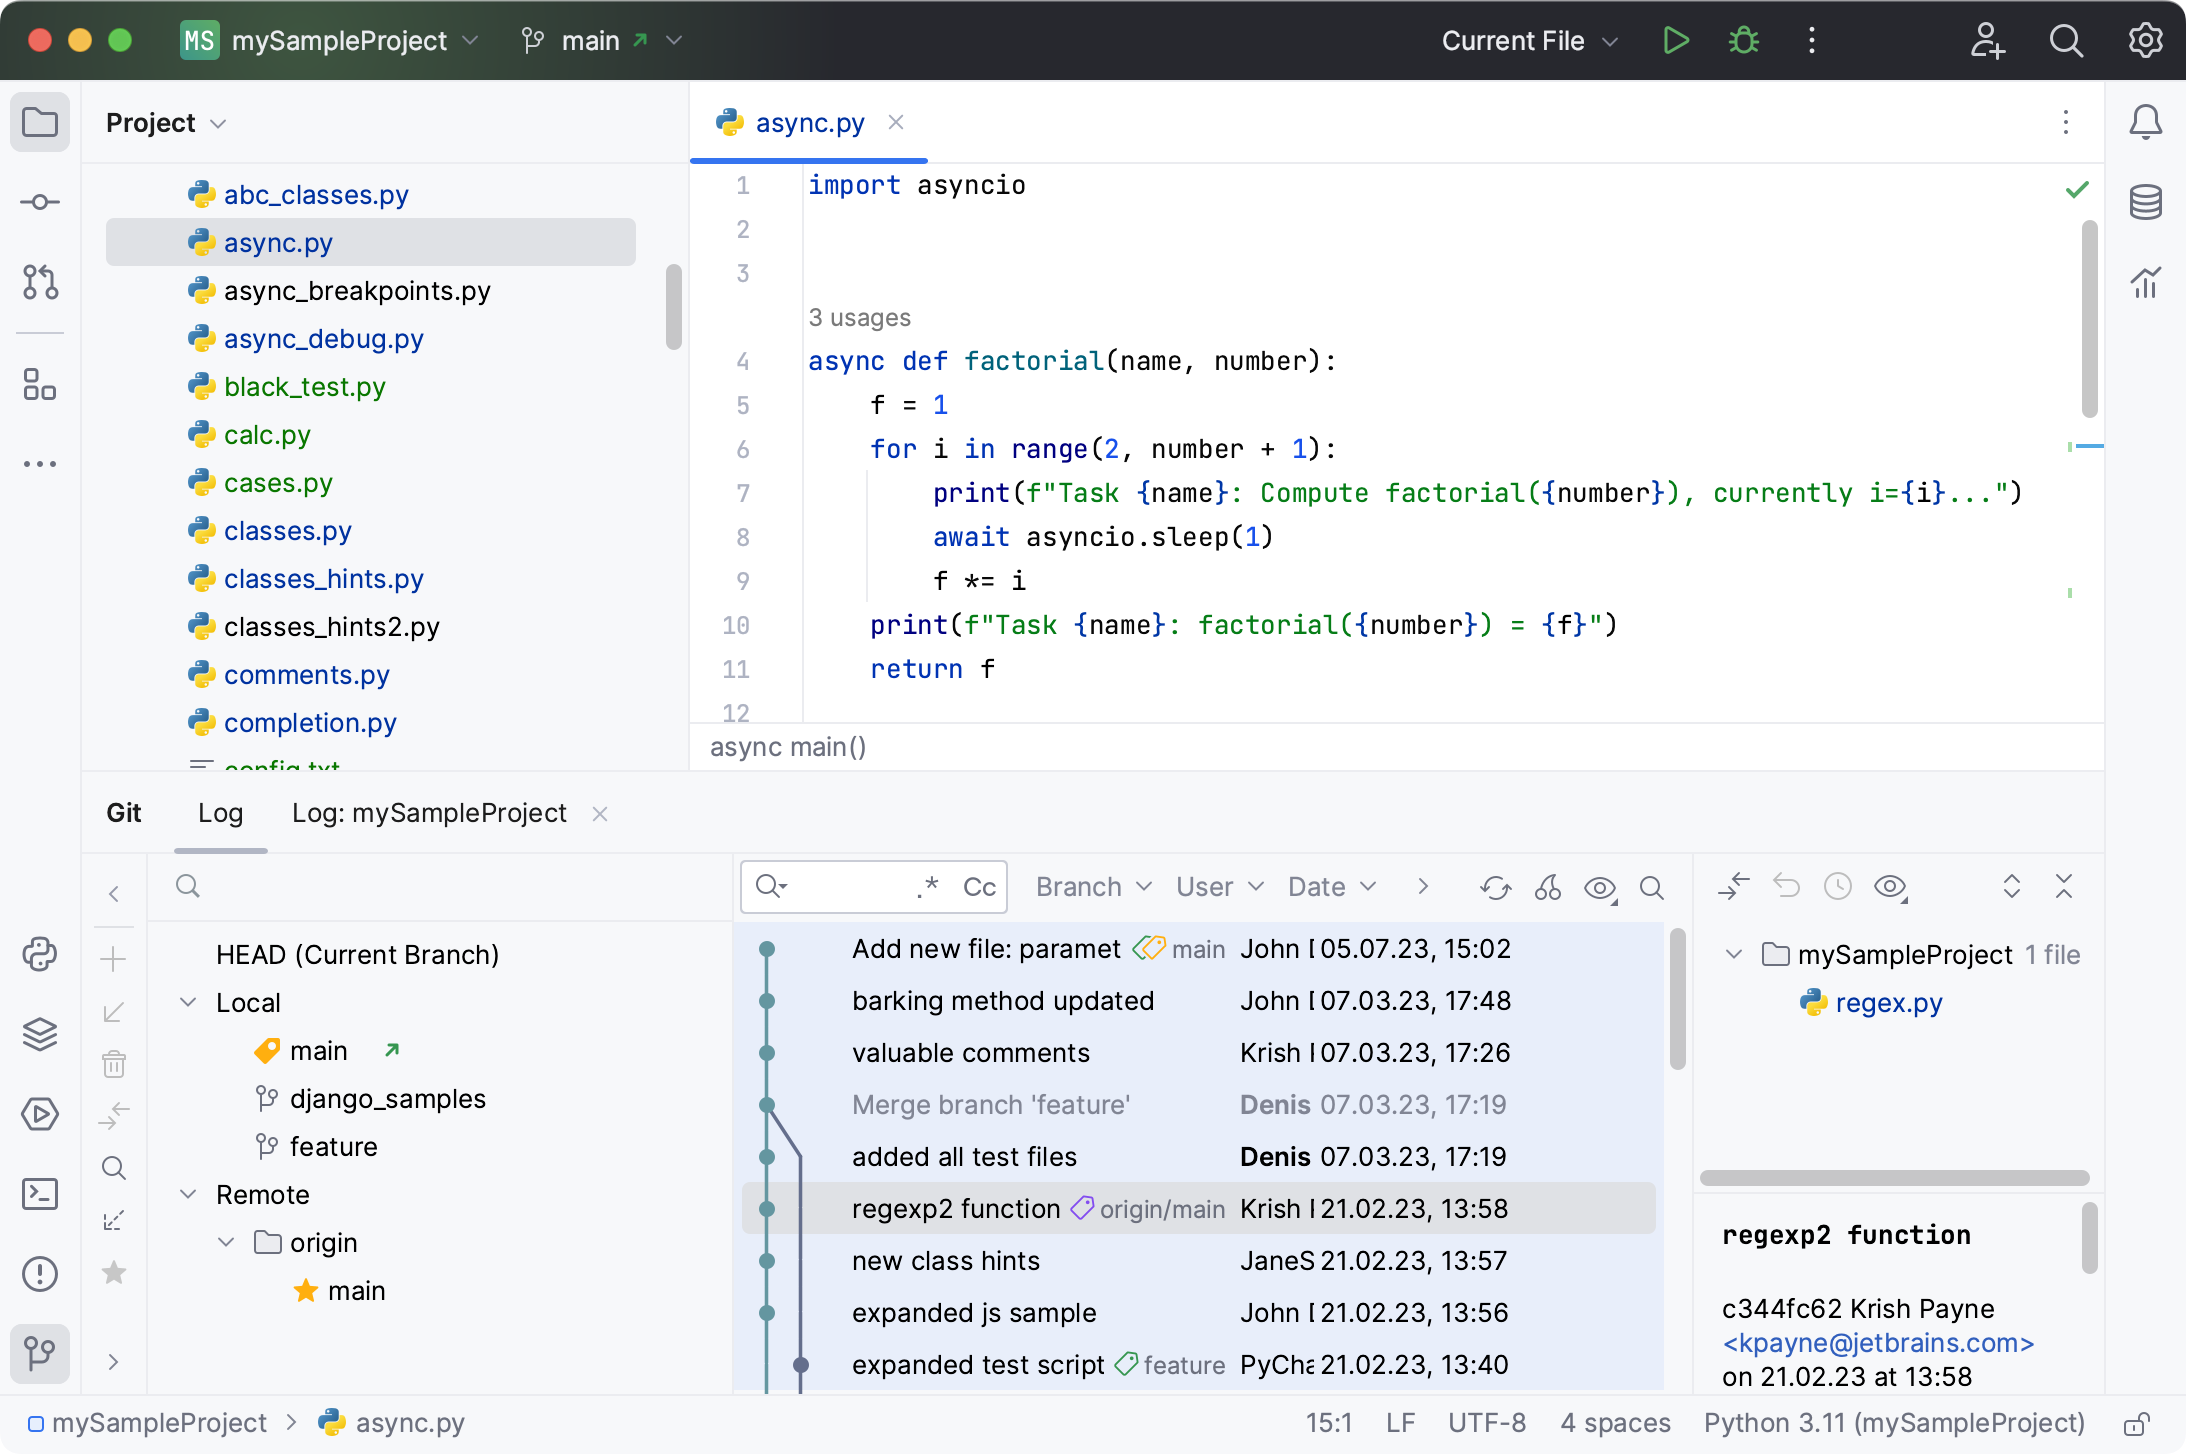 MS mySampleProject main Current File
Project
abc_classes.py
async.py
async_breakpoints.py
async_debug.py
black_test.py
calc.py
cases.py
classes.py
classes_hints.py
classes_hints2.py
comments.py
completion.py
config.txt
async.py
1 import asyncio
2
3
3 usages
4 async def factorial(name, number):
5 f = 1
6 for i in range(2, number + 1):
7 print(f"Task {name}: Compute factorial({number}), currently i={i}...")
8 await asyncio.sleep(1)
9 f *= i
10 print(f"Task {name}: factorial({number}) = {f}")
11 return f
12
async main()
Git Log Log: mySampleProject
HEAD (Current Branch)
Local
main
django_samples
feature
Remote
origin
main
.* Cc Branch User Date
Add new file: paramet main John 05.07.23, 15:02
barking method updated John 07.03.23, 17:48
valuable comments Krish 07.03.23, 17:26
Merge branch 'feature' Denis 07.03.23, 17:19
added all test files Denis 07.03.23, 17:19
regexp2 function origin/main Krish 21.02.23, 13:58
new class hints JaneS 21.02.23, 13:57
expanded js sample John 21.02.23, 13:56
expanded test script feature PyCha 21.02.23, 13:40
mySampleProject 1 file
regex.py
regexp2 function
c344fc62 Krish Payne
<kpayne@jetbrains.com>
on 21.02.23 at 13:58
mySampleProject async.py 15:1 LF UTF-8 4 spaces Python 3.11 (mySampleProject)